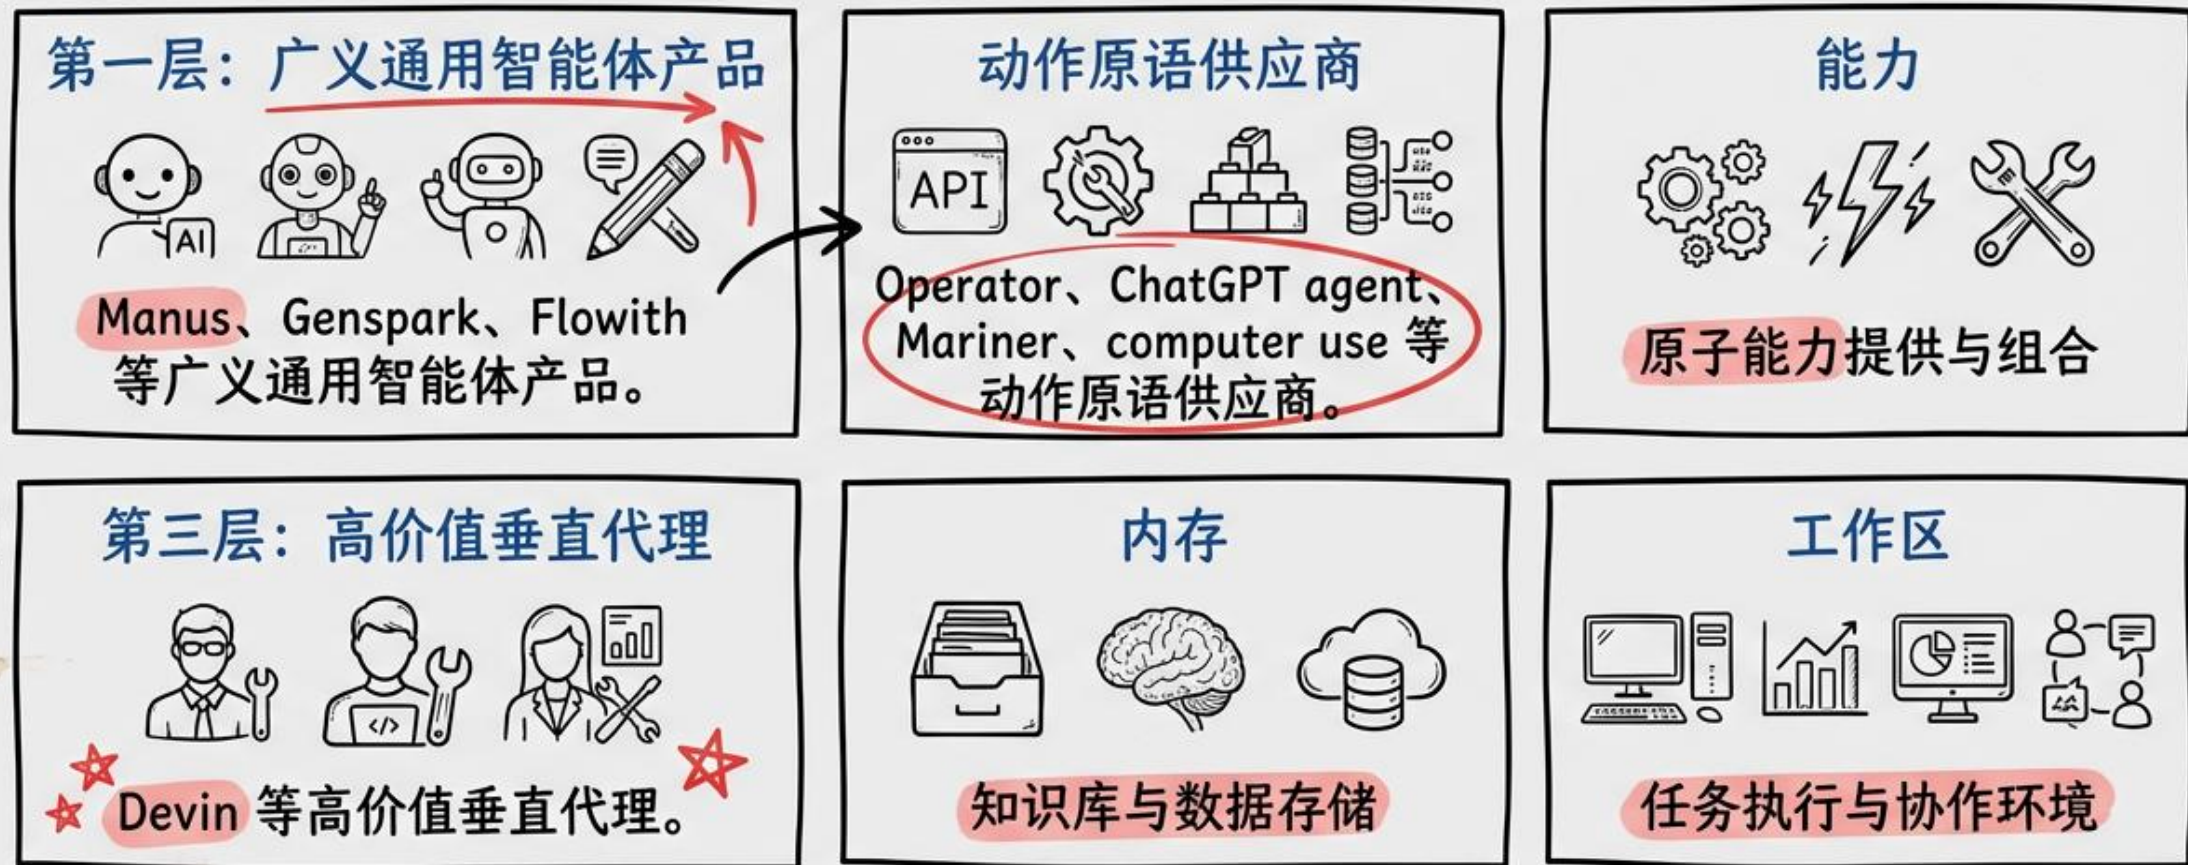 第一层：广义通用智能体产品
AI
Manus、Genspark、Flowith
等广义通用智能体产品。
动作原语供应商
API
Operator、ChatGPT agent、
Mariner、computer use 等
动作原语供应商。
能力
原子能力提供与组合
第三层：高价值垂直代理
</>
Devin 等高价值垂直代理。
内存
知识库与数据存储
工作区
任务执行与协作环境